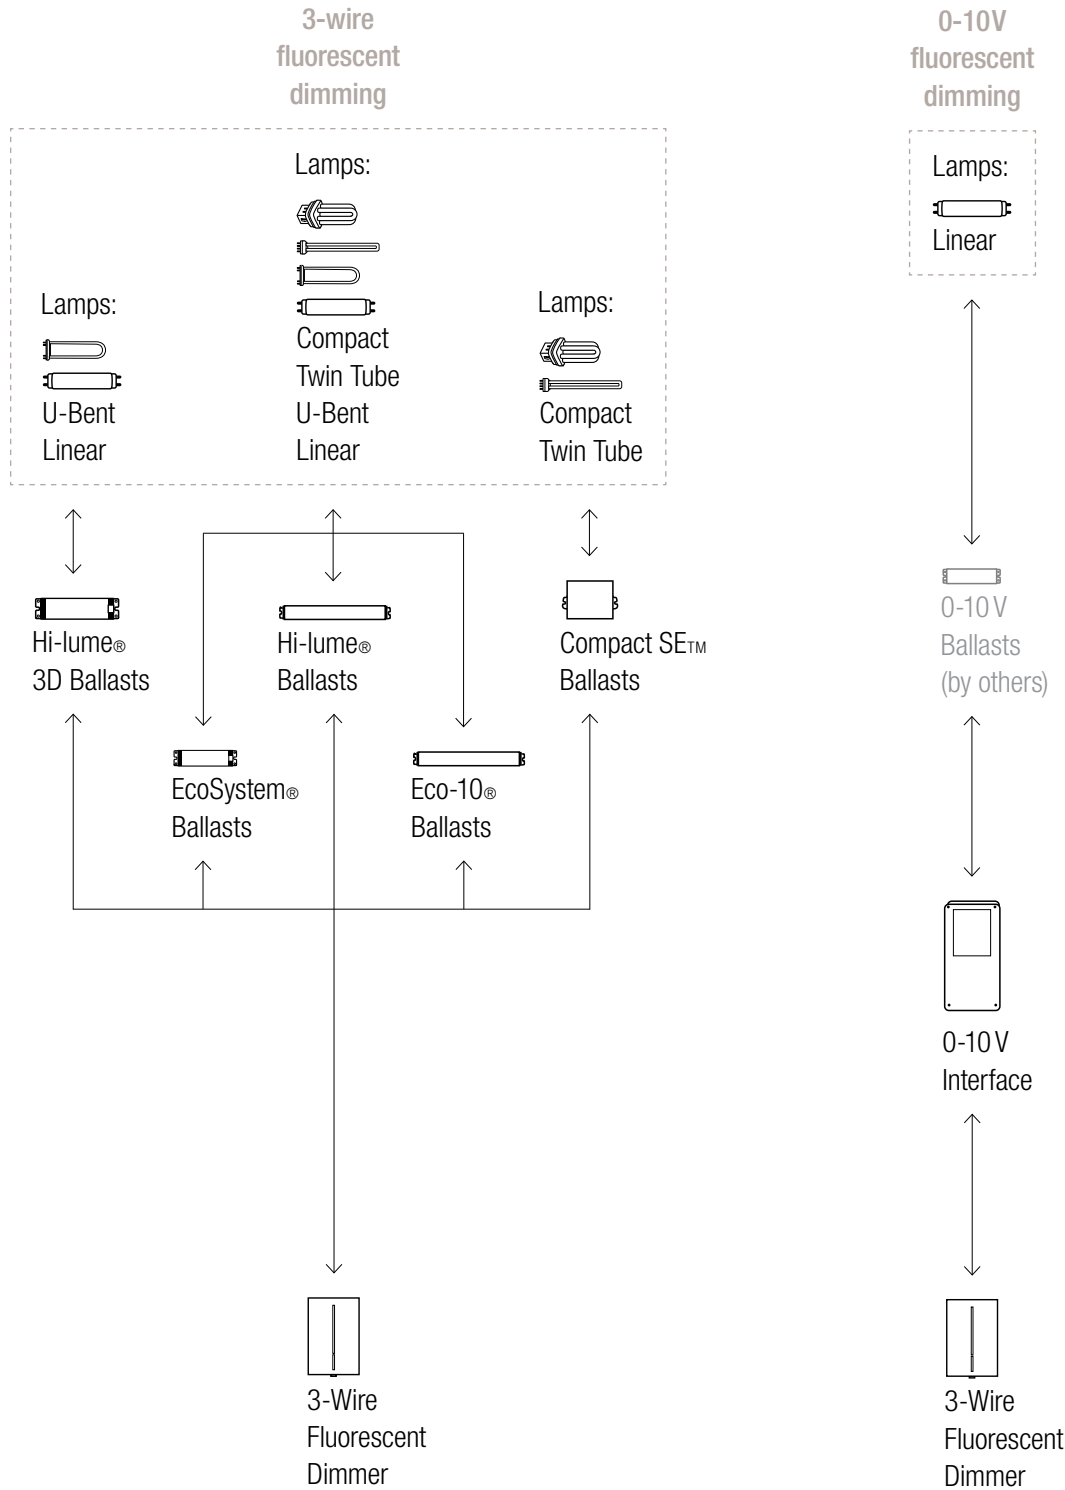 3-wire
fluorescent
dimming
Lamps:
U-Bent
Linear
Lamps:
Compact
Twin Tube
U-Bent
Linear
Lamps:
Compact
Twin Tube
Hi-lume®
3D Ballasts
Hi-lume®
Ballasts
Compact SE™
Ballasts
EcoSystem®
Ballasts
Eco-10®
Ballasts
3-Wire
Fluorescent
Dimmer
0-10V
fluorescent
dimming
Lamps:
Linear
0-10V
Ballasts
(by others)
0-10V
Interface
3-Wire
Fluorescent
Dimmer